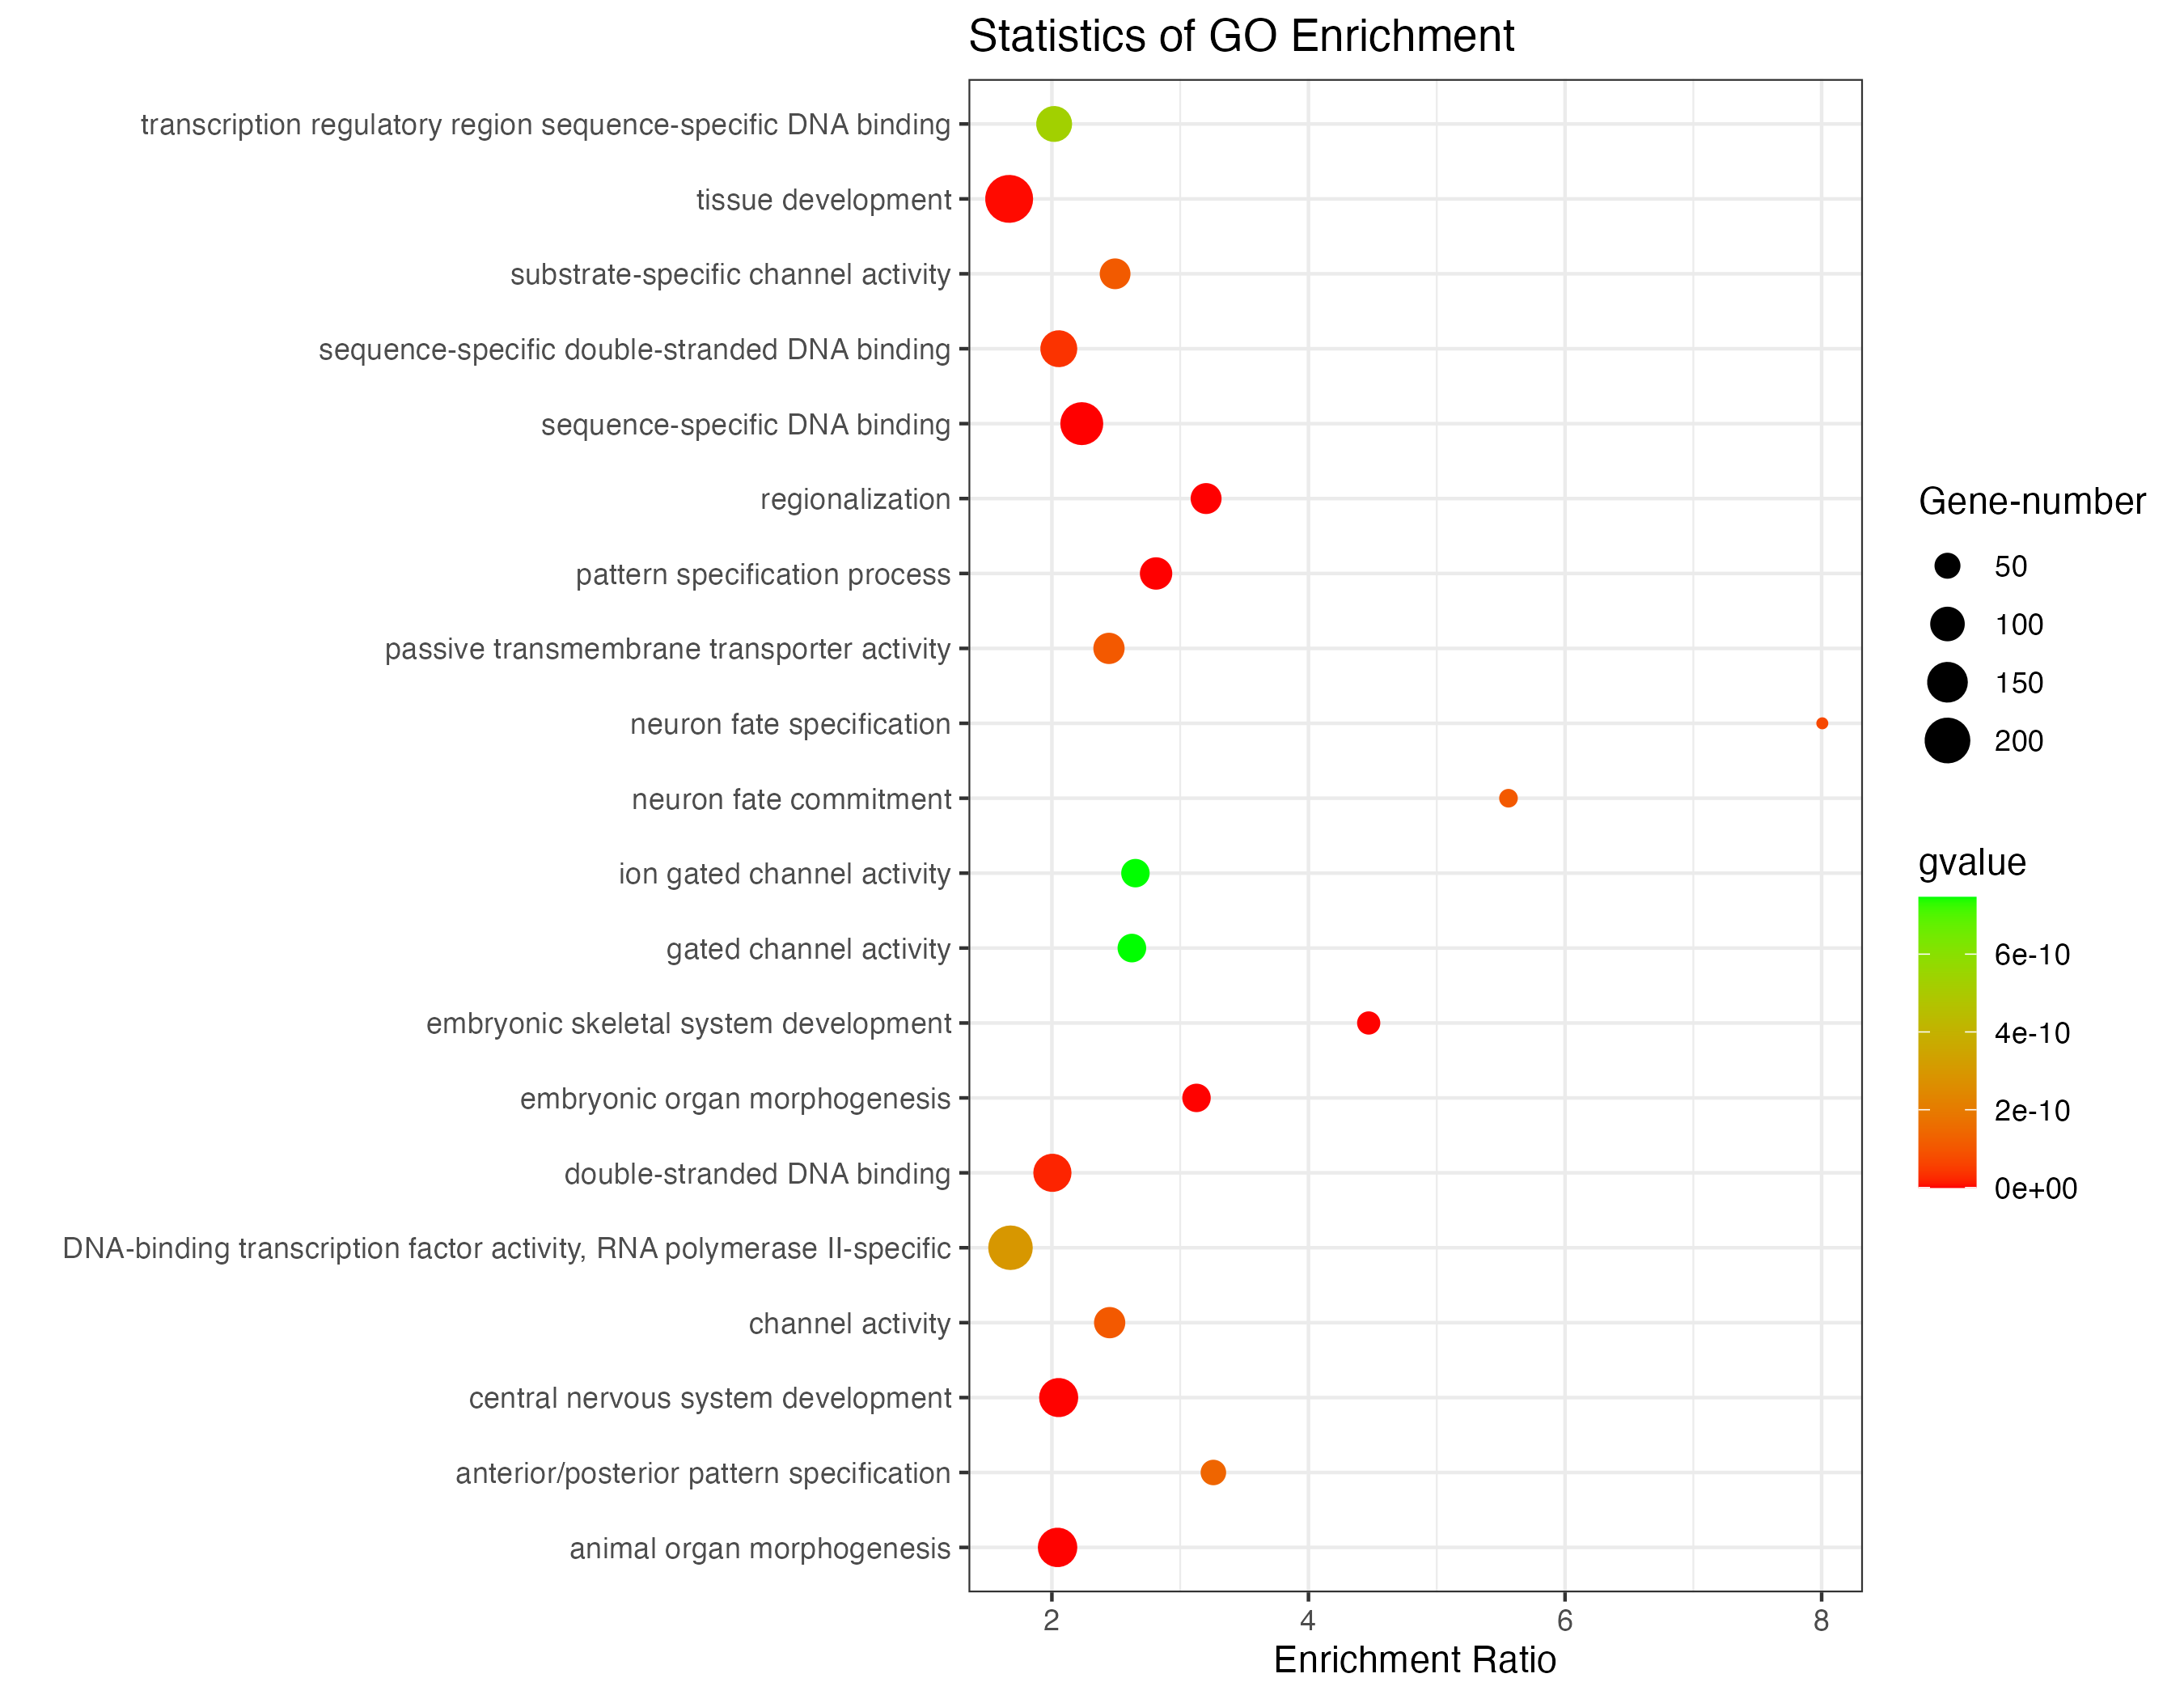 Statistics of GO Enrichment
transcription regulatory region sequence-specific DNA binding
tissue development
substrate-specific channel activity
sequence-specific double-stranded DNA binding
sequence-specific DNA binding
regionalization
pattern specification process
passive transmembrane transporter activity
neuron fate specification
neuron fate commitment
ion gated channel activity
gated channel activity
embryonic skeletal system development
embryonic organ morphogenesis
double-stranded DNA binding
DNA-binding transcription factor activity, RNA polymerase II-specific
channel activity
central nervous system development
anterior/posterior pattern specification
animal organ morphogenesis
2 4 6 8
Enrichment Ratio
Gene-number
50
100
150
200
gvalue
6e-10
4e-10
2e-10
0e+00